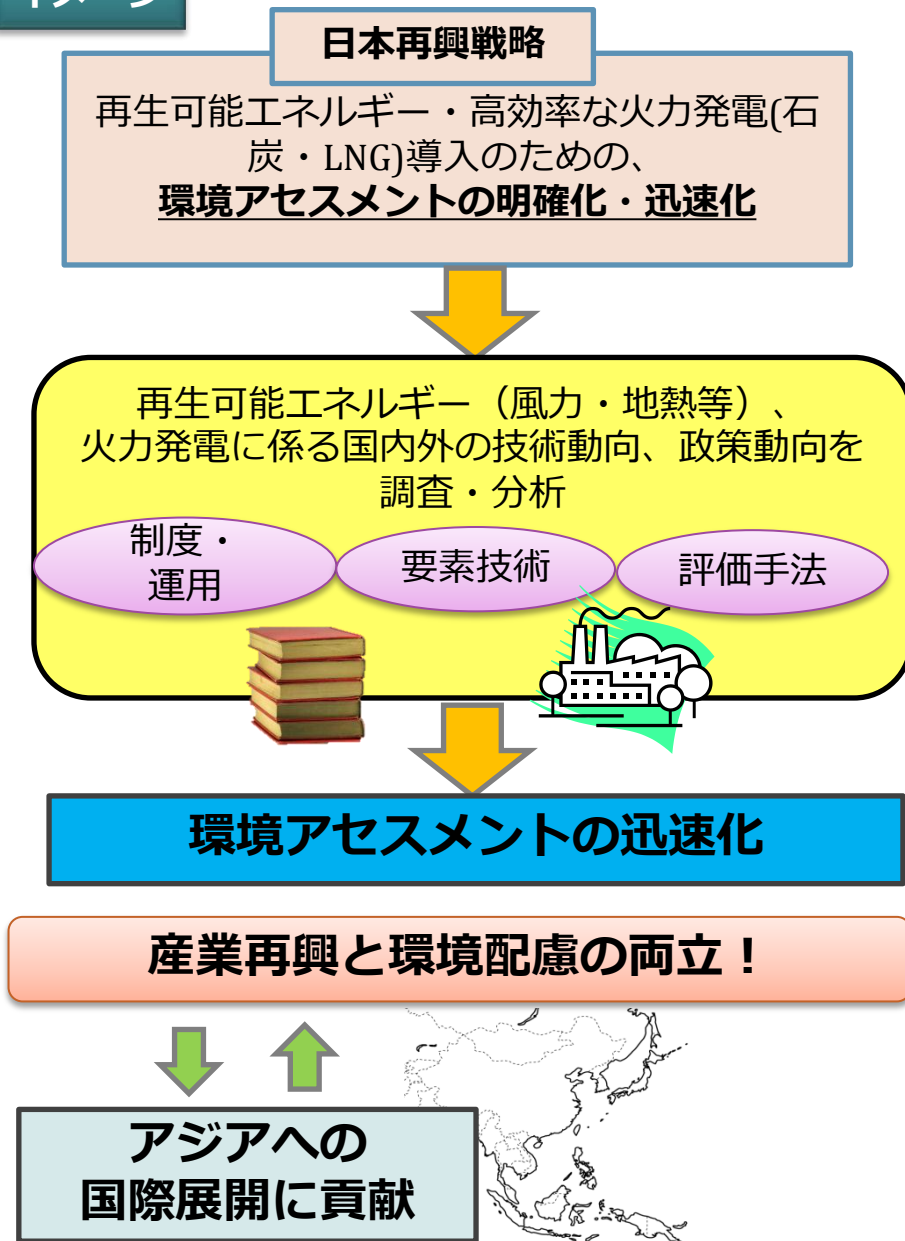 イメージ
日本再興戦略
再生可能エネルギー・高効率な火力発電(石
炭・LNG)導入のための、
環境アセスメントの明確化・迅速化
再生可能エネルギー（風力・地熱等）、
火力発電に係る国内外の技術動向、政策動向を
調査・分析
制度・
運用
要素技術
評価手法
環境アセスメントの迅速化
産業再興と環境配慮の両立！
アジアへの
国際展開に貢献